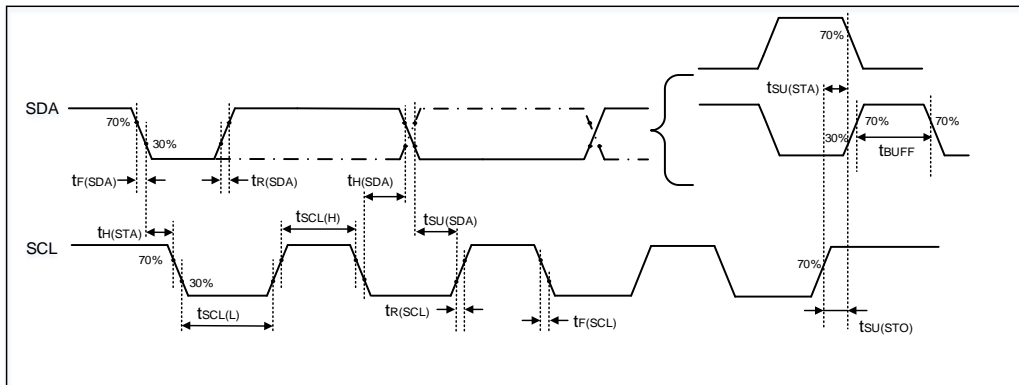 70%
tSU(STA)
SDA
70%
30%
30%
70%
70%
tBUFF
tF(SDA)
tR(SDA)
tH(SDA)
tSCL(H)
tSU(SDA)
tH(STA)
SCL
70%
30%
70%
tSCL(L)
tR(SCL)
tF(SCL)
tSU(STO)